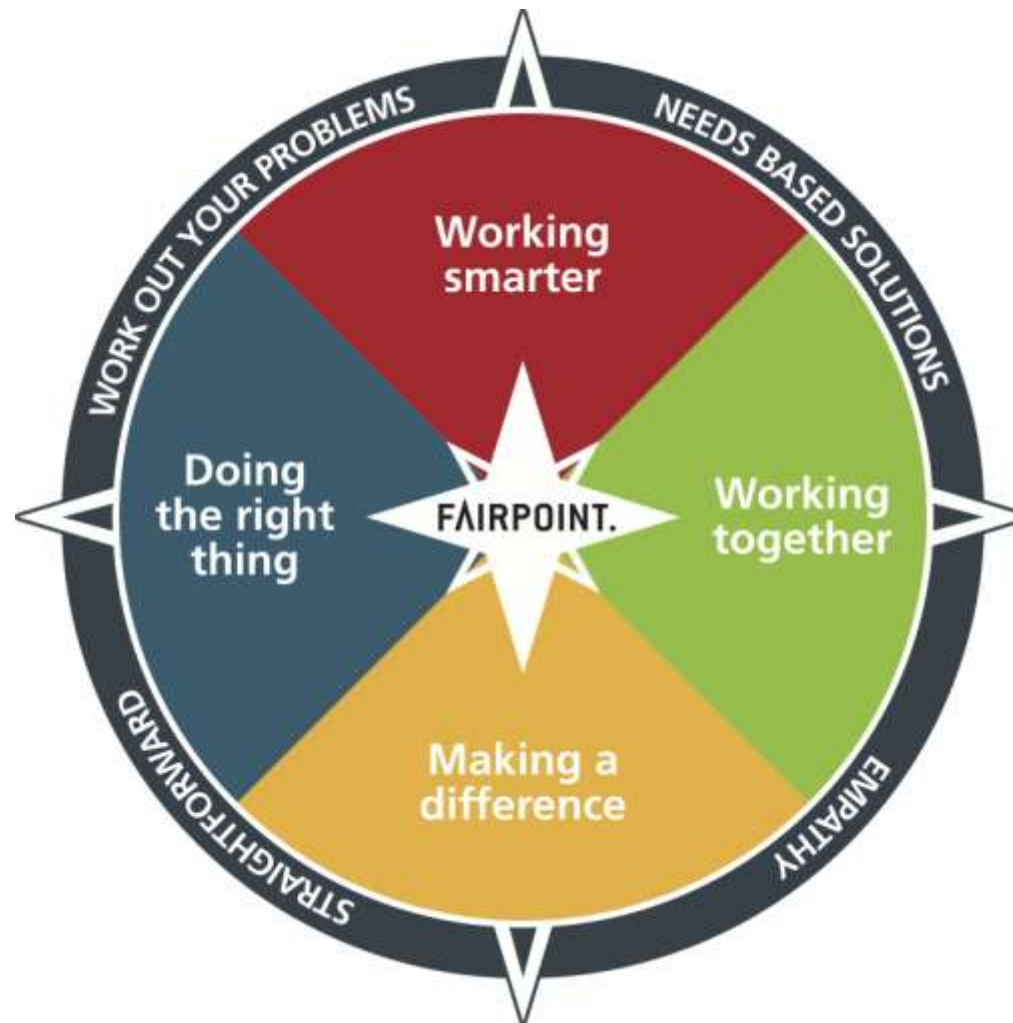 WORK OUT YOUR PROBLEMS
NEEDS BASED SOLUTIONS
Working
smarter
Doing
the right
thing
FAIRPOINT.
Working
together
Making a
difference
STRAIGHTFORWARD
EMPATHY